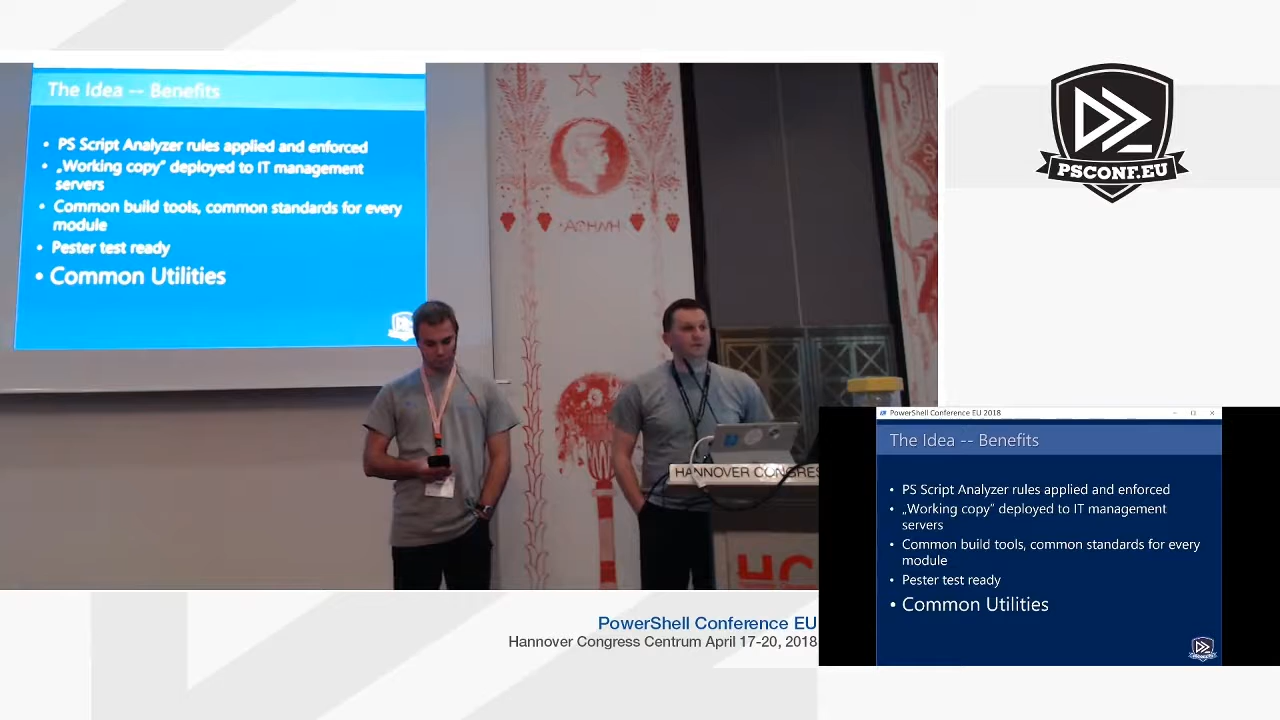 The Idea -- Benefits
• PS Script Analyzer rules applied and enforced
• „Working copy“ deployed to IT management
servers
• Common build tools, common standards for every
module
• Pester test ready
• Common Utilities
PSCONF.EU
HANNOVER CONGRES
PowerShell Conference EU
Hannover Congress Centrum April 17-20, 2018
PowerShell Conference EU 2018
The Idea -- Benefits
• PS Script Analyzer rules applied and enforced
• „Working copy“ deployed to IT management
servers
• Common build tools, common standards for every
module
• Pester test ready
• Common Utilities